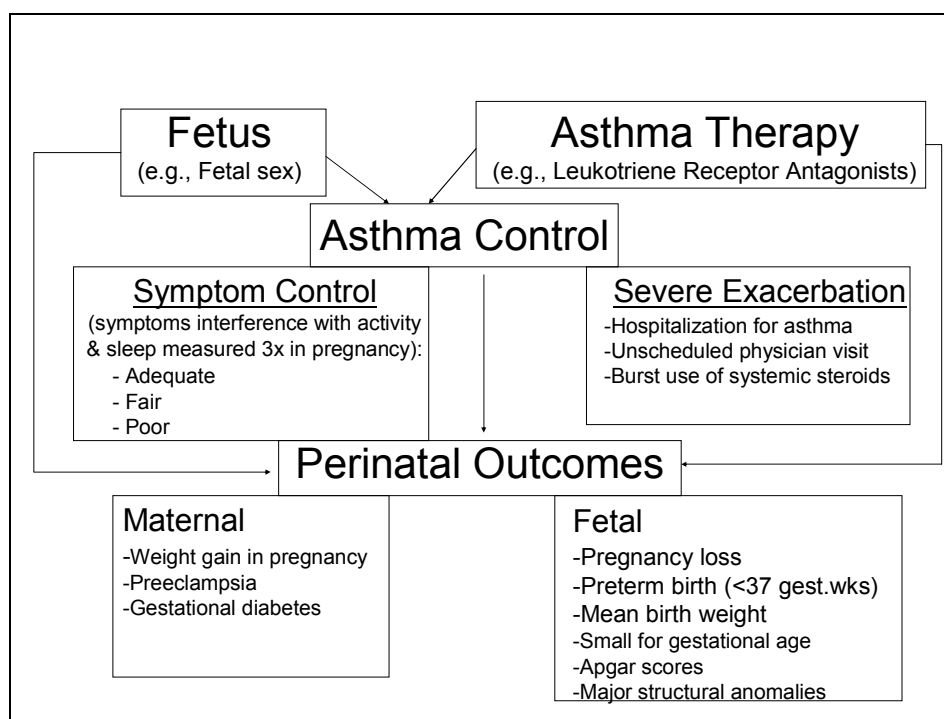 Fetus
(e.g., Fetal sex)
Asthma Therapy
(e.g., Leukotriene Receptor Antagonists)
Asthma Control
Symptom Control
(symptoms interference with activity
& sleep measured 3x in pregnancy):
- Adequate
- Fair
- Poor
Severe Exacerbation
-Hospitalization for asthma
-Unscheduled physician visit
-Burst use of systemic steroids
Perinatal Outcomes
Maternal
-Weight gain in pregnancy
-Preeclampsia
-Gestational diabetes
Fetal
-Pregnancy loss
-Preterm birth (<37 gest.wks)
-Mean birth weight
-Small for gestational age
-Apgar scores
-Major structural anomalies